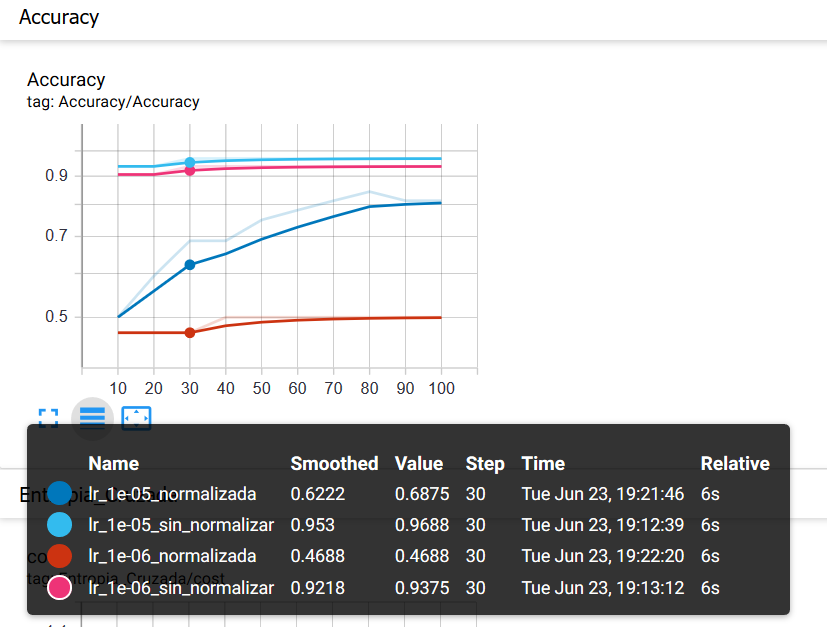 Accuracy
Accuracy
tag: Accuracy/Accuracy
0.9
0.7
0.5
10 20 30 40 50 60 70 80 90 100
Name Smoothed Value Step Time Relative
lr_1e-05_normalizada 0.6222 0.6875 30 Tue Jun 23, 19:21:46 6s
lr_1e-05_sin_normalizar 0.953 0.9688 30 Tue Jun 23, 19:12:39 6s
lr_1e-06_normalizada 0.4688 0.4688 30 Tue Jun 23, 19:22:20 6s
tag: Entropia_Cruzada/cost
lr_1e-06_sin_normalizar 0.9218 0.9375 30 Tue Jun 23, 19:13:12 6s